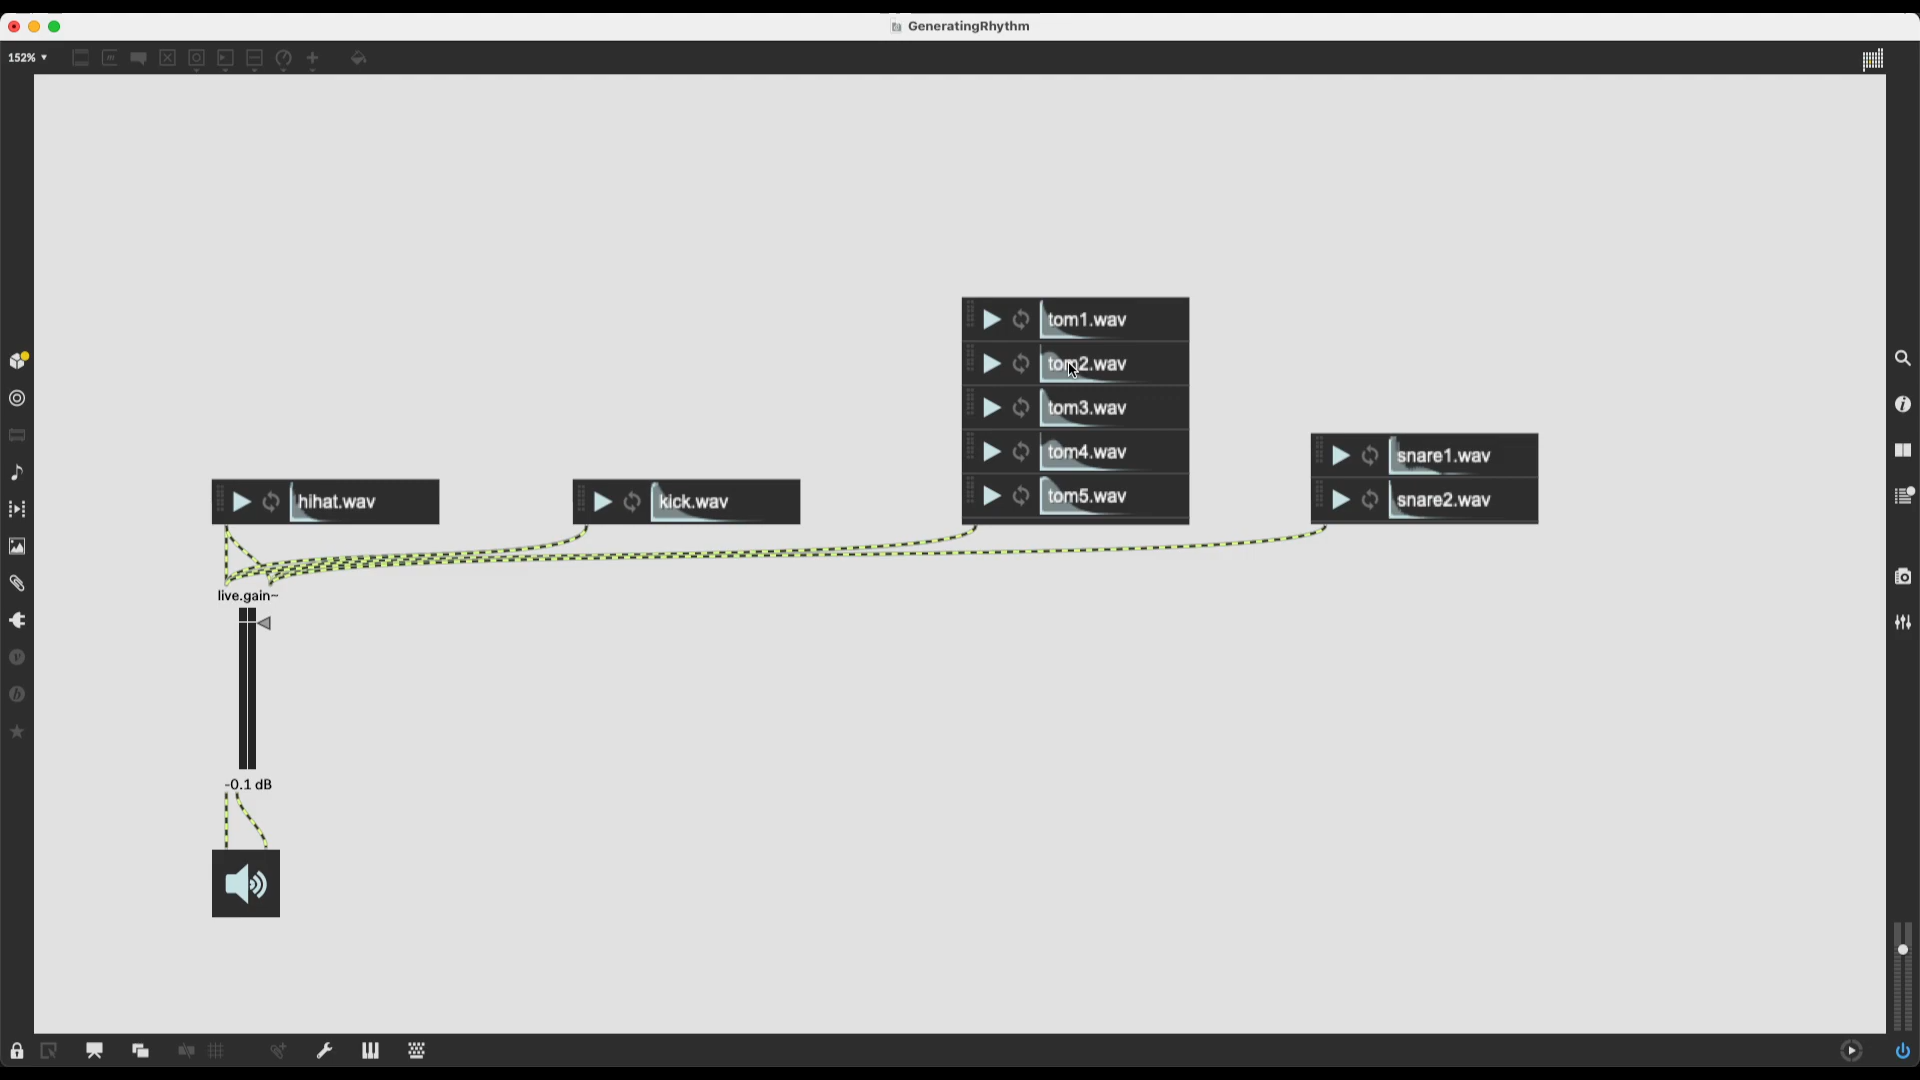 GeneratingRhythm
152%
tom1.wav
tom2.wav
tom3.wav
tom4.wav
tom5.wav
snare1.wav
snare2.wav
hihat.wav
kick.wav
live.gain~
-0.1 dB